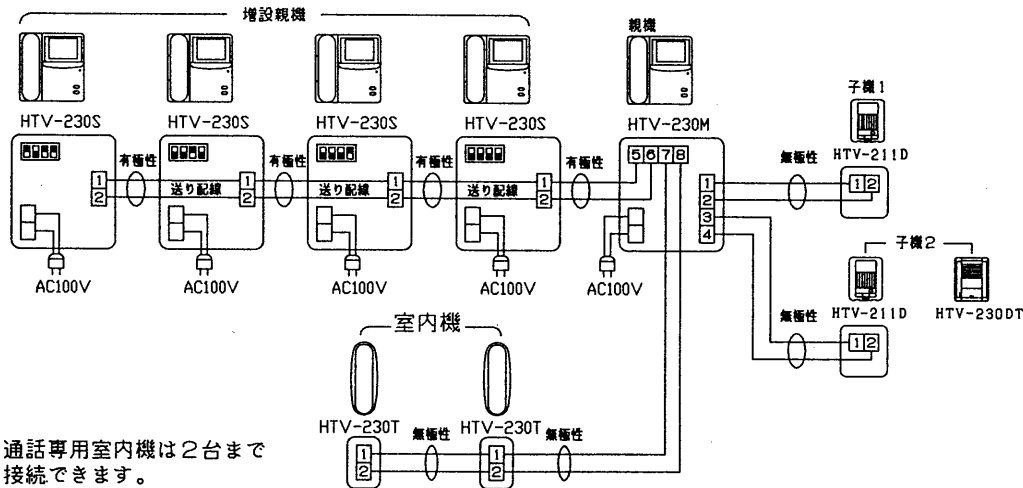 増設親機
親機
子機1
HTV-230S HTV-230S HTV-230S HTV-230S HTV-230M
HTV-211D
有極性 有極性 有極性 有極性 無極性
5 6 7 8
1 1 1 1 1 1 2
2 送り配線 2 送り配線 2 送り配線 2 2
3
4
子機2
AC100V AC100V AC100V AC100V AC100V
HTV-211D HTV-230DT
無極性
1 2
室内機
HTV-230T HTV-230T
無極性 無極性
1 1
2 2
通話専用室内機は2台まで
接続できます。